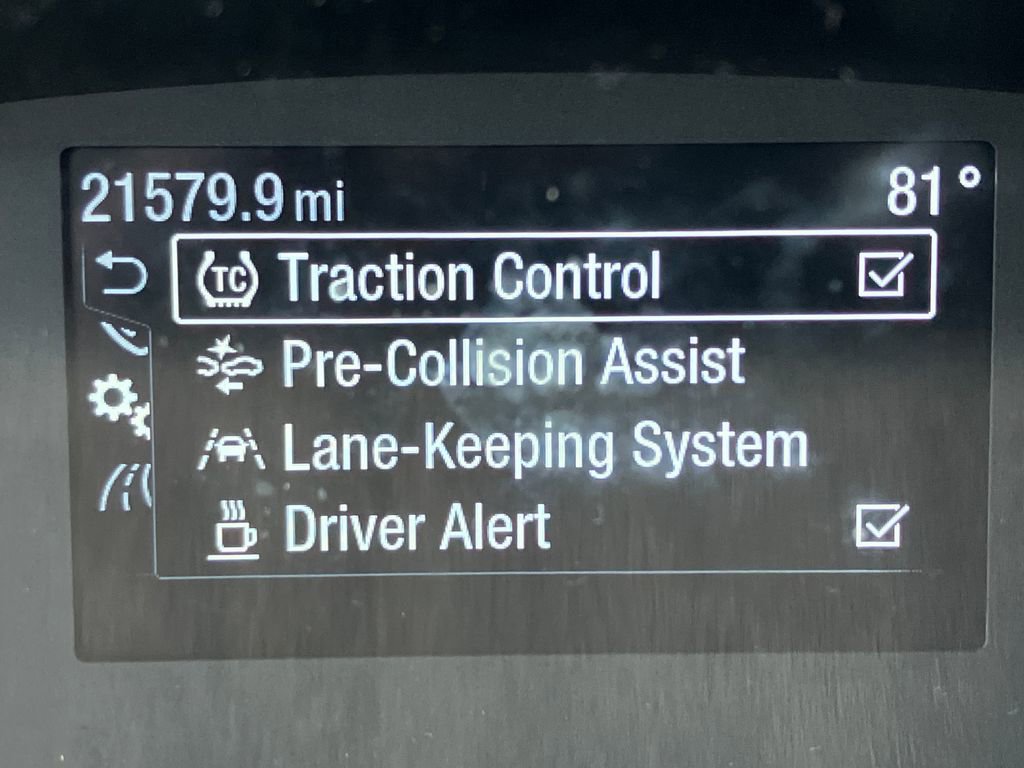 21579.9 mi 81°
TC Traction Control
Pre-Collision Assist
Lane-Keeping System
Driver Alert